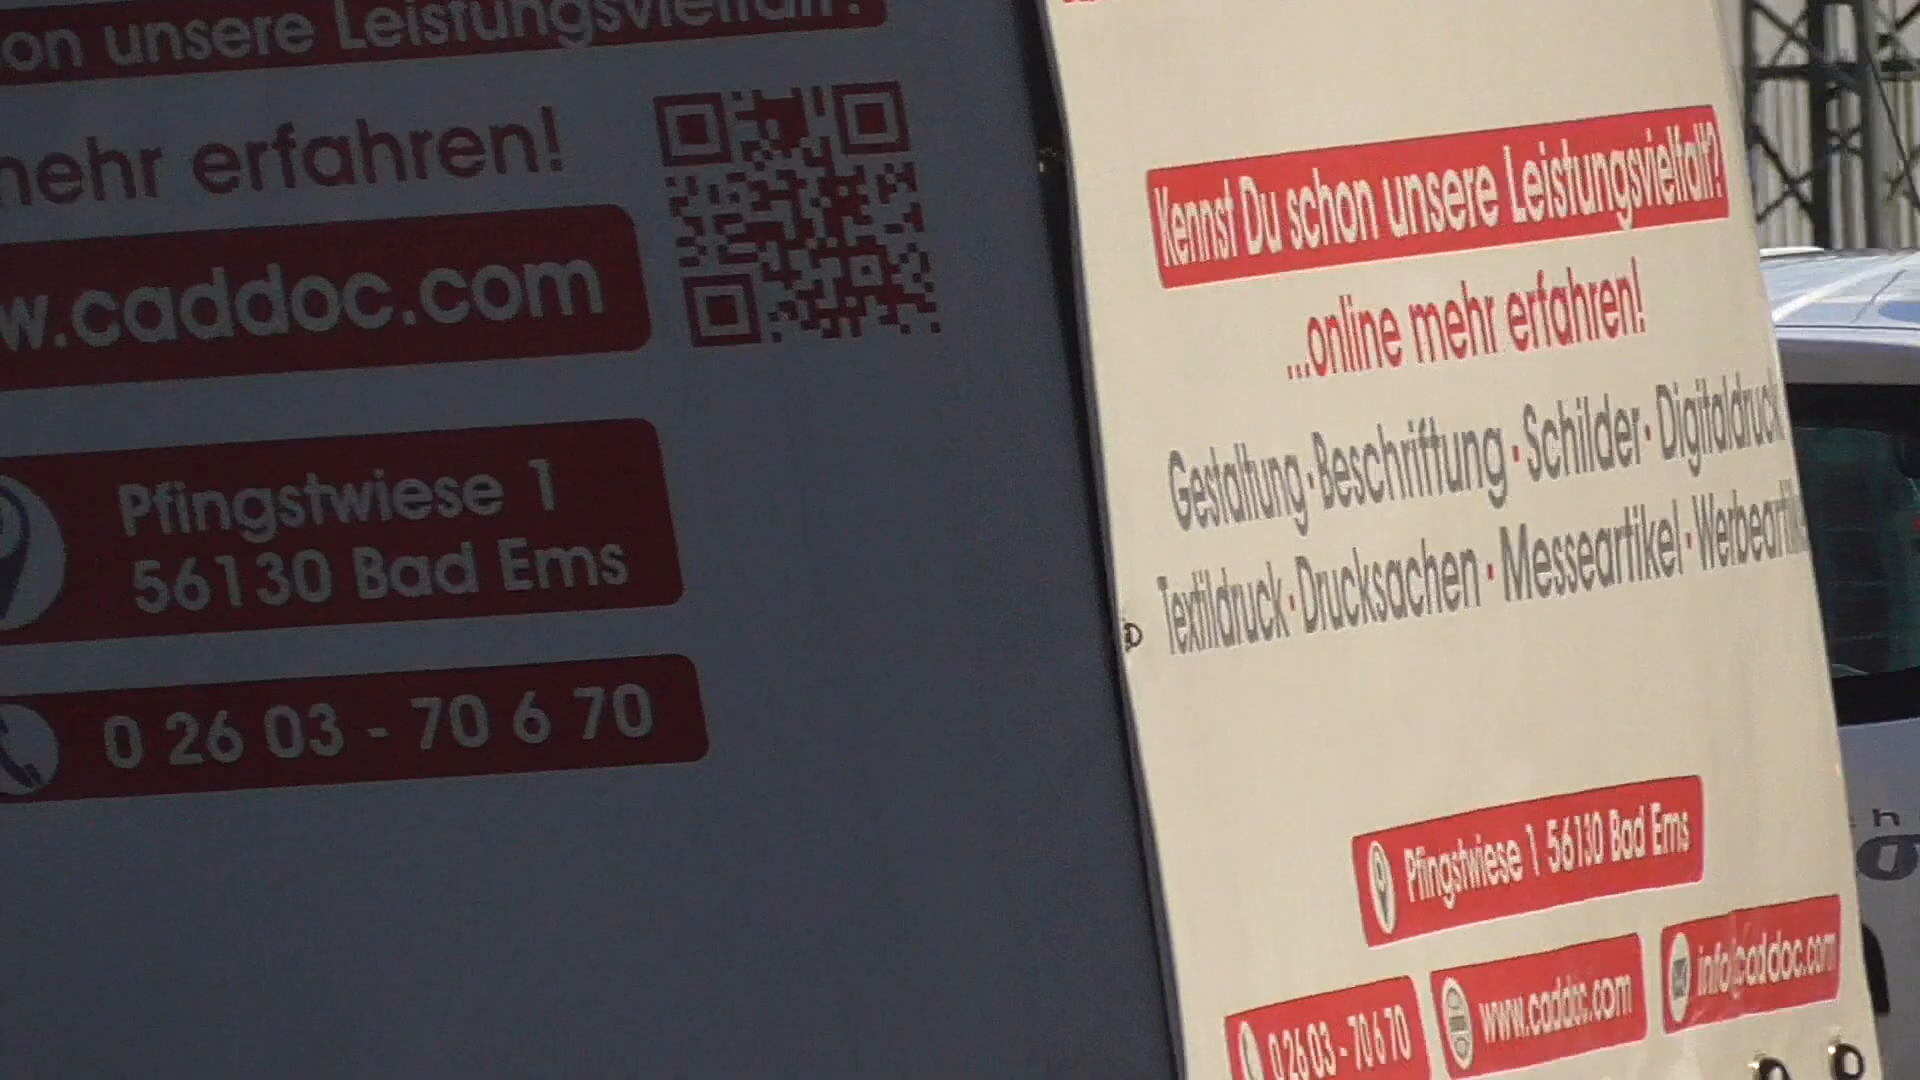 on unsere Leistungsvielfalt?
mehr erfahren!
w.caddoc.com
Pfingstwiese 1
56130 Bad Ems
0 26 03 - 70 6 70
Kennst Du schon unsere Leistungsvielfalt?
...online mehr erfahren!
Gestaltung · Beschriftung · Schilder · Digitaldruck
Textildruck · Drucksachen · Messeartikel · Werbeartike
Pfingstwiese 1 56130 Bad Ems
0 26 03 - 70 6 70
www.caddoc.com
info@caddoc.com
h